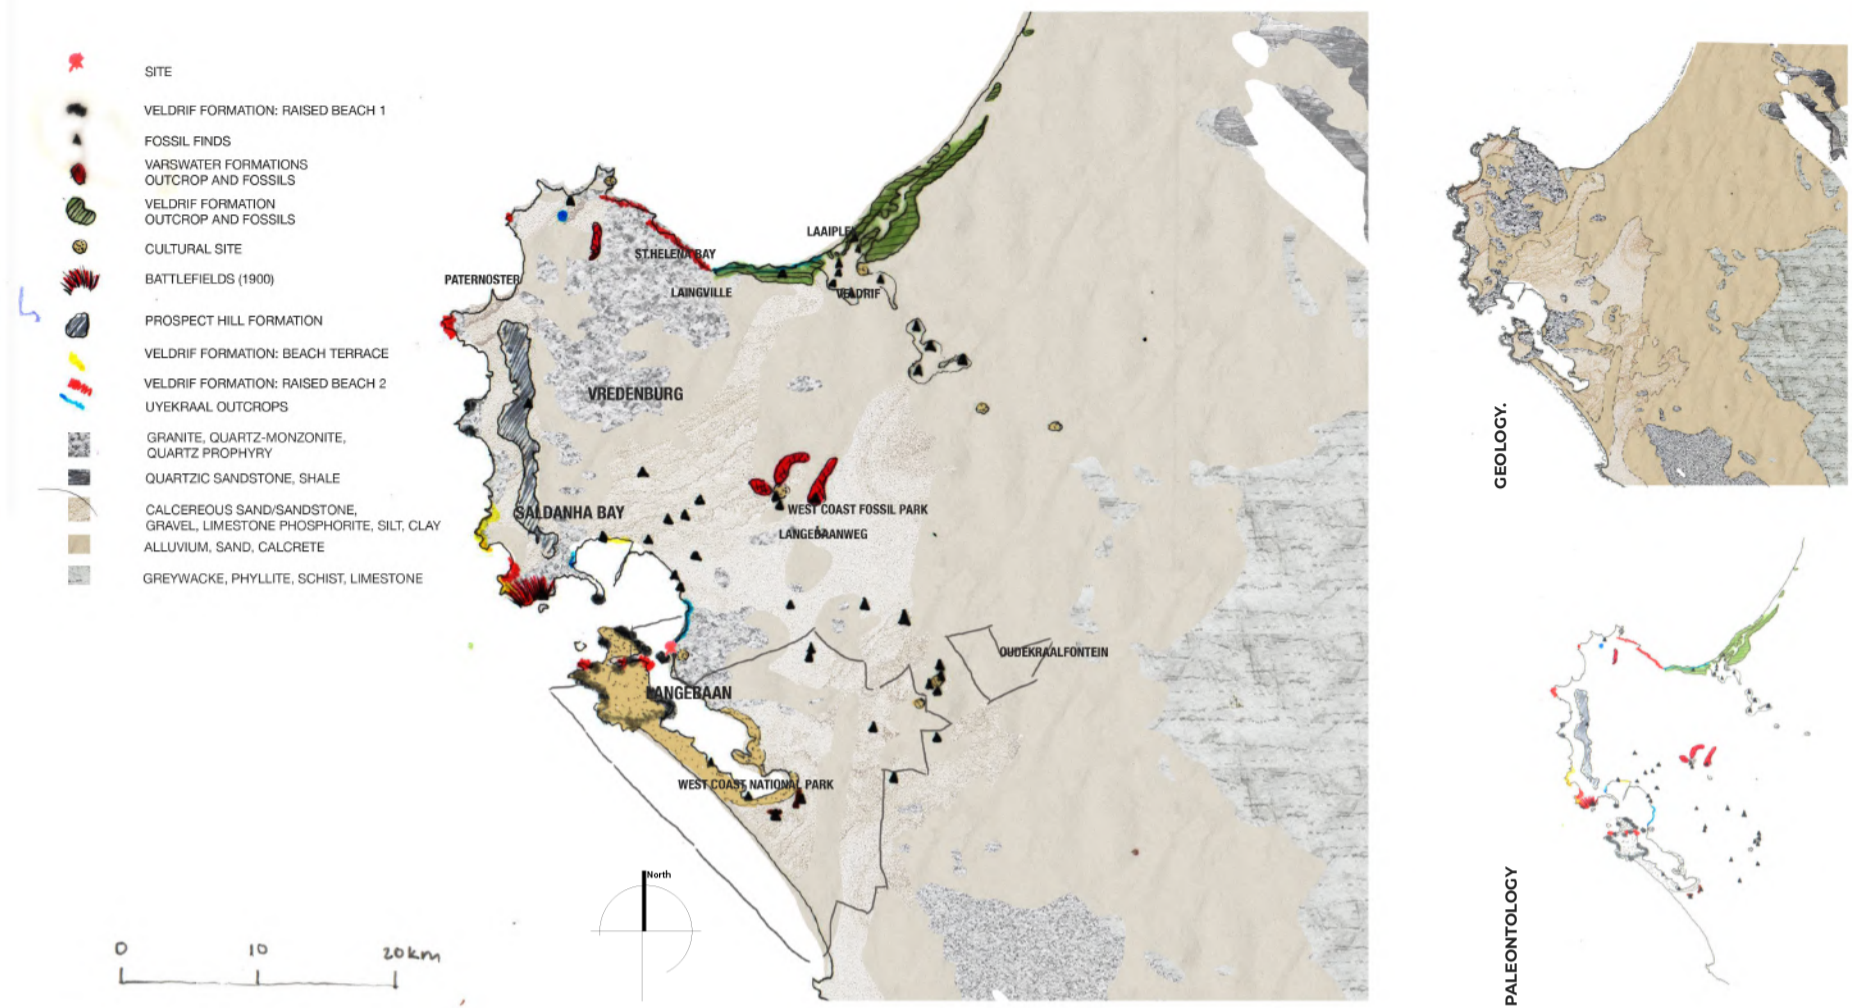 SITE
VELDRIF FORMATION: RAISED BEACH 1
FOSSIL FINDS
VARSWATER FORMATIONS
OUTCROP AND FOSSILS
VELDRIF FORMATION
OUTCROP AND FOSSILS
CULTURAL SITE
BATTLEFIELDS (1900)
PROSPECT HILL FORMATION
VELDRIF FORMATION: BEACH TERRACE
VELDRIF FORMATION: RAISED BEACH 2
UYEKRAAL OUTCROPS
GRANITE, QUARTZ-MONZONITE,
QUARTZ PROPHYRY
QUARTZIC SANDSTONE, SHALE
CALCEREOUS SAND/SANDSTONE,
GRAVEL, LIMESTONE PHOSPHORITE, SILT, CLAY
ALLUVIUM, SAND, CALCRETE
GREYWACKE, PHYLLITE, SCHIST, LIMESTONE
0 10 20km
LAAIPLEK
ST.HELENA BAY
PATERNOSTER
LAINGVILLE
VELDRIF
VREDENBURG
SALDANHA BAY
WEST COAST FOSSIL PARK
LANGEBAANWEG
OUDEKRAALFONTEIN
LANGEBAAN
WEST COAST NATIONAL PARK
North
GEOLOGY.
PALEONTOLOGY